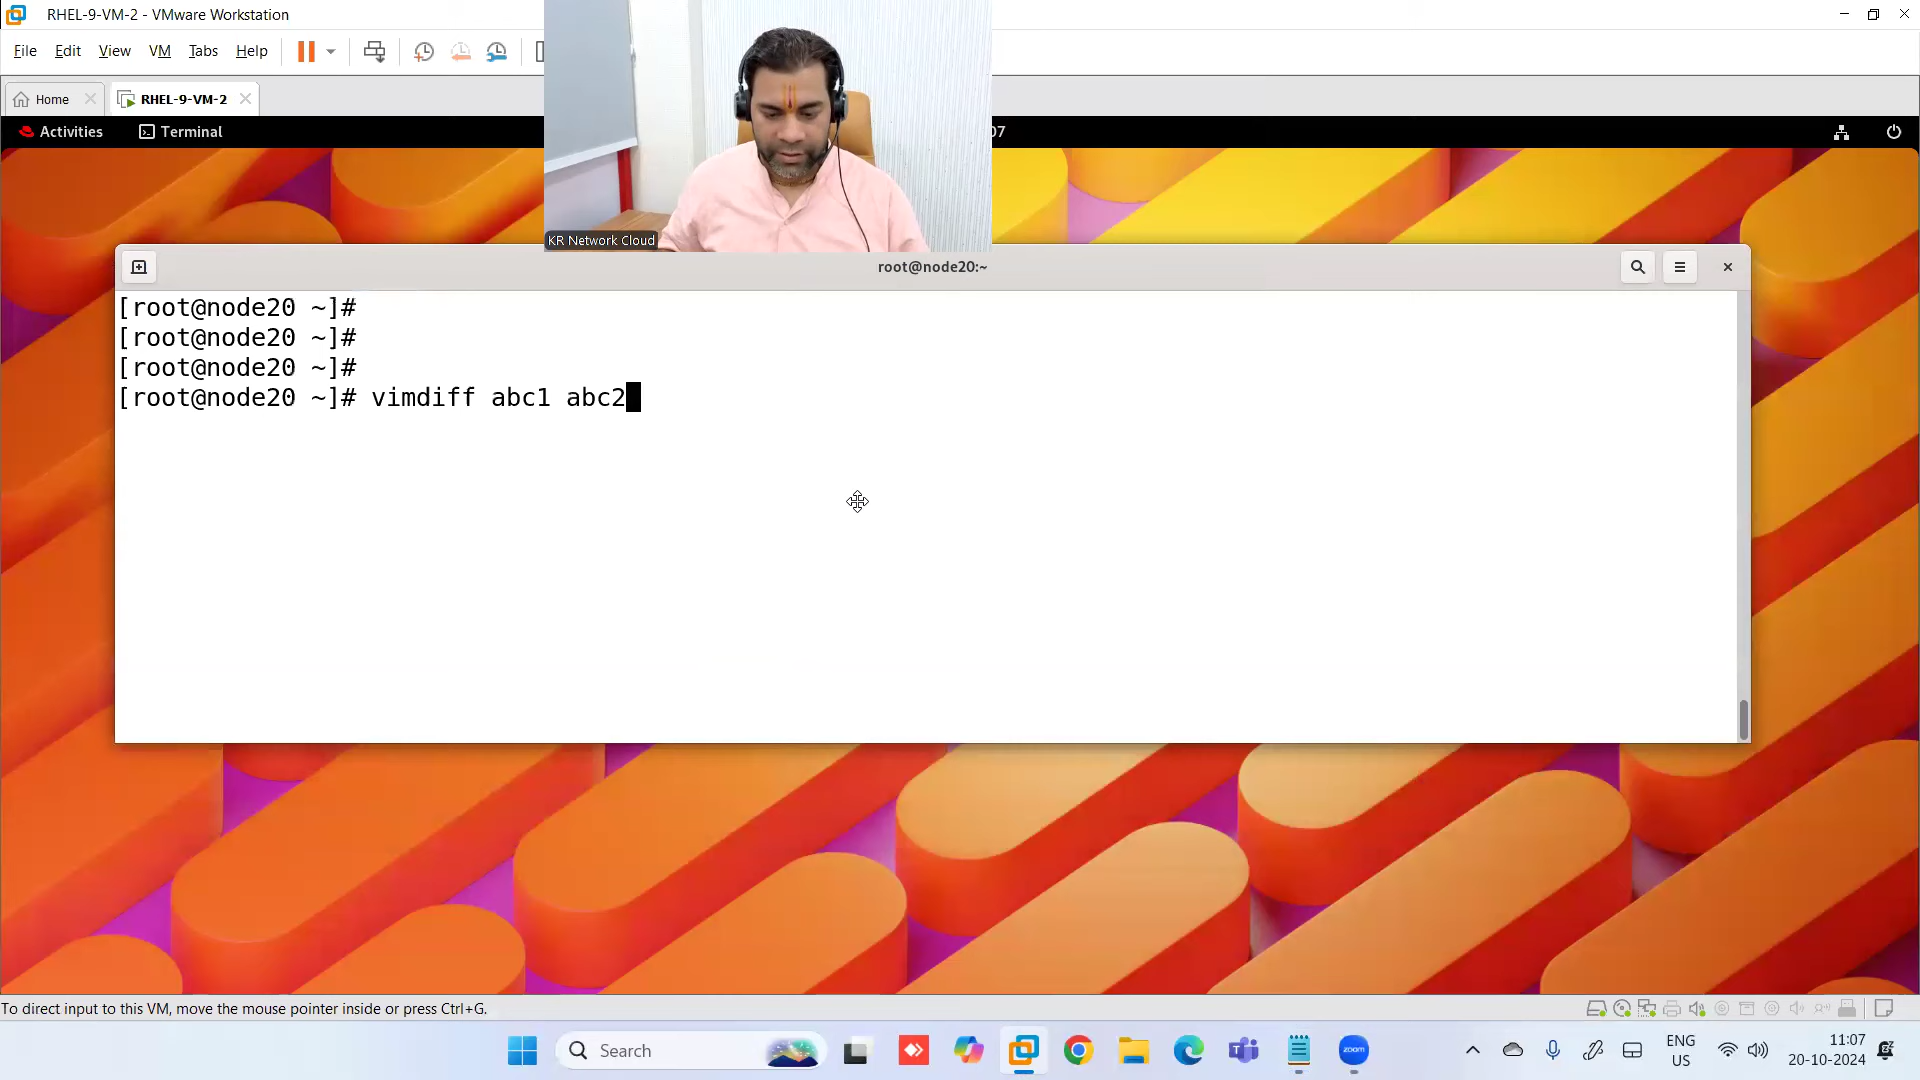 RHEL-9-VM-2 - VMware Workstation
File Edit View VM Tabs Help
Home
RHEL-9-VM-2
Activities
Terminal
07
KR Network Cloud
root@node20:~
[root@node20 ~]#
[root@node20 ~]#
[root@node20 ~]#
[root@node20 ~]# vimdiff abc1 abc2
To direct input to this VM, move the mouse pointer inside or press Ctrl+G.
Search
zoom
ENG
US
11:07
20-10-2024